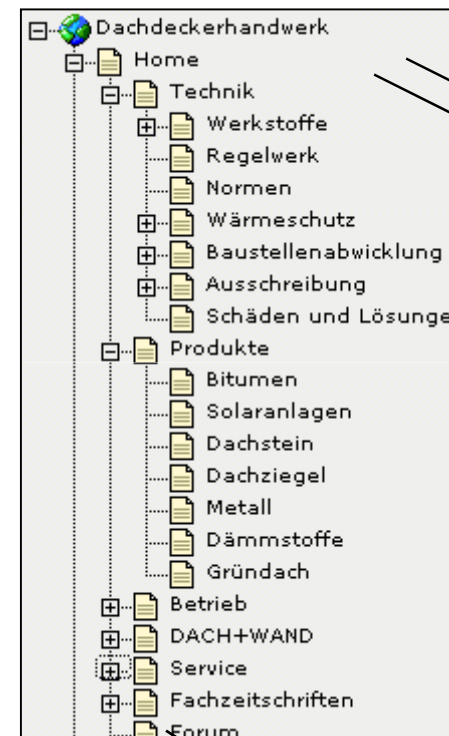 Dachdeckerhandwerk
Home
Technik
Werkstoffe
Regelwerk
Normen
Wärmeschutz
Baustellenabwicklung
Ausschreibung
Schäden und Lösunge
Produkte
Bitumen
Solaranlagen
Dachstein
Dachziegel
Metall
Dämmstoffe
Gründach
Betrieb
DACH+WAND
Service
Fachzeitschriften
Forum